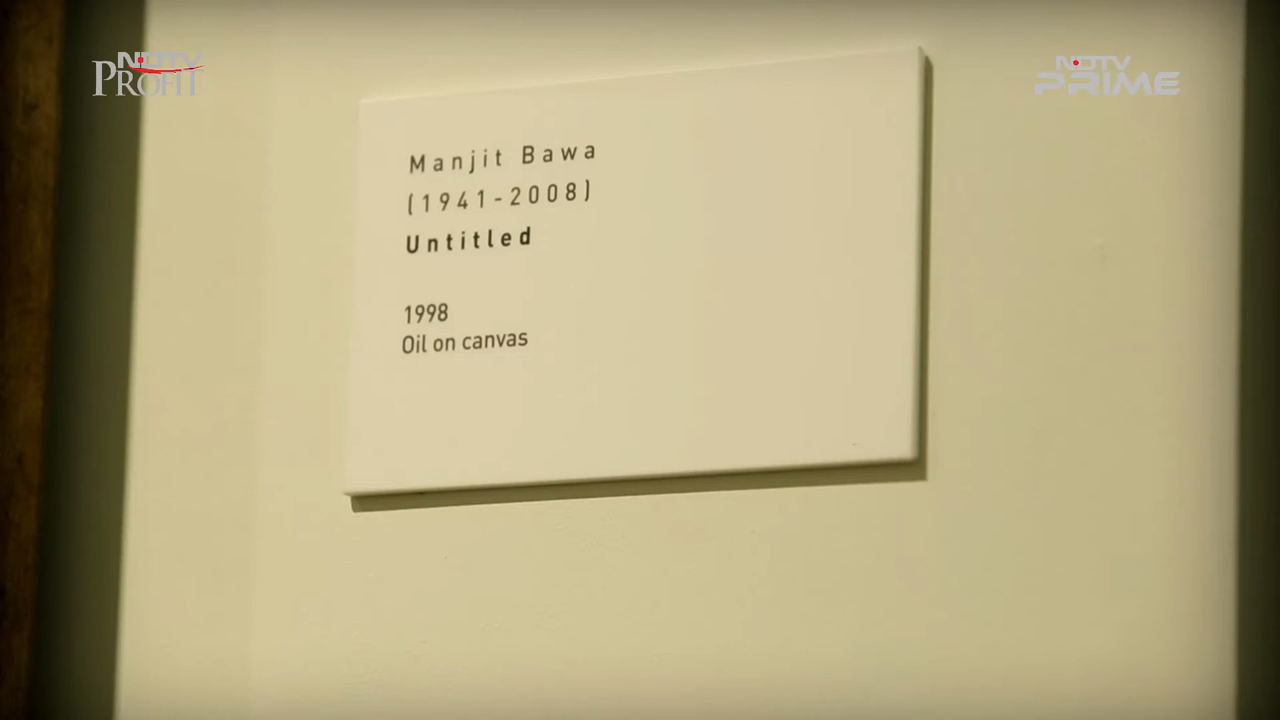 NDTV
PROFIT
NDTV
PRIME
Manjit Bawa
(1941-2008)
Untitled
1998
Oil on canvas